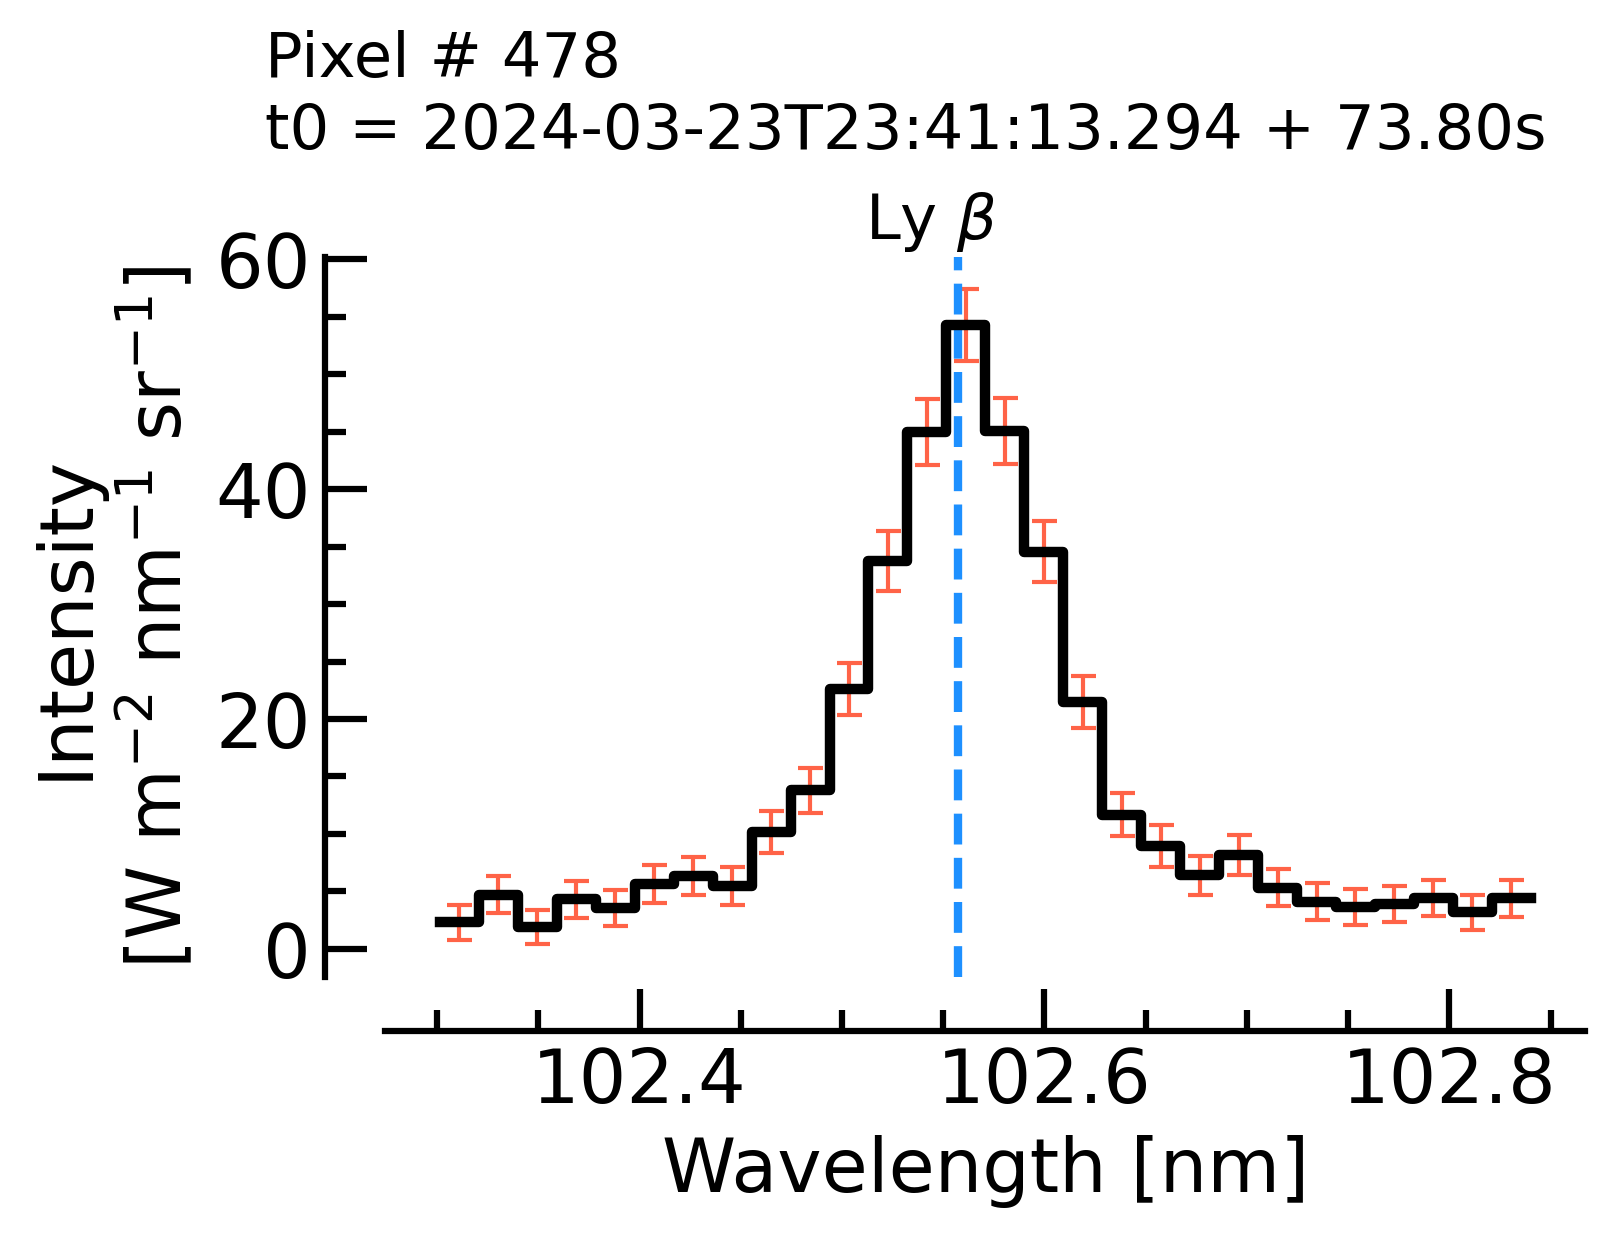 Pixel # 478
t0 = 2024-03-23T23:41:13.294 + 73.80s
Ly β
Intensity
[W m⁻² nm⁻¹ sr⁻¹]
60
40
20
0
102.4 102.6 102.8
Wavelength [nm]